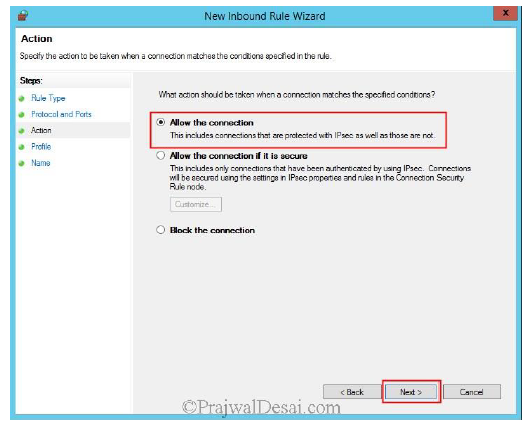 New Inbound Rule Wizard
x
Action
Specify the action to be taken when a connection matches the conditions specified in the rule.
Steps:
Rule Type
Protocol and Ports
Action
Profile
Name
What action should be taken when a connection matches the specified conditions?
Allow the connection
This includes connections that are protected with IPsec as well as those are not.
Allow the connection if it is secure
This includes only connections that have been authenticated by using IPsec. Connections
will be secured using the settings in IPsec properties and rules in the Connection Security
Rule node.
Customize...
Block the connection
< Back
Next >
Cancel
©PrajwalDesai.com